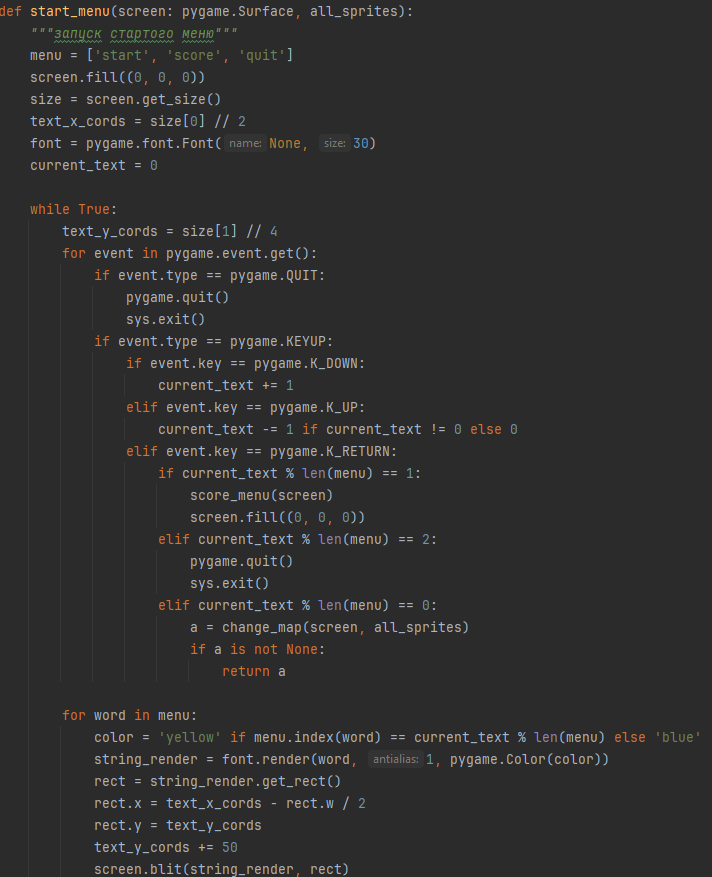 def start_menu(screen: pygame.Surface, all_sprites):
    """запуск стартого меню"""
    menu = ['start', 'score', 'quit']
    screen.fill((0, 0, 0))
    size = screen.get_size()
    text_x_cords = size[0] // 2
    font = pygame.font.Font( name: None, size: 30)
    current_text = 0

    while True:
        text_y_cords = size[1] // 4
        for event in pygame.event.get():
            if event.type == pygame.QUIT:
                pygame.quit()
                sys.exit()
            if event.type == pygame.KEYUP:
                if event.key == pygame.K_DOWN:
                    current_text += 1
                elif event.key == pygame.K_UP:
                    current_text -= 1 if current_text != 0 else 0
                elif event.key == pygame.K_RETURN:
                    if current_text % len(menu) == 1:
                        score_menu(screen)
                        screen.fill((0, 0, 0))
                    elif current_text % len(menu) == 2:
                        pygame.quit()
                        sys.exit()
                    elif current_text % len(menu) == 0:
                        a = change_map(screen, all_sprites)
                        if a is not None:
                            return a

        for word in menu:
            color = 'yellow' if menu.index(word) == current_text % len(menu) else 'blue'
            string_render = font.render(word, antialias: 1, pygame.Color(color))
            rect = string_render.get_rect()
            rect.x = text_x_cords - rect.w / 2
            rect.y = text_y_cords
            text_y_cords += 50
            screen.blit(string_render, rect)